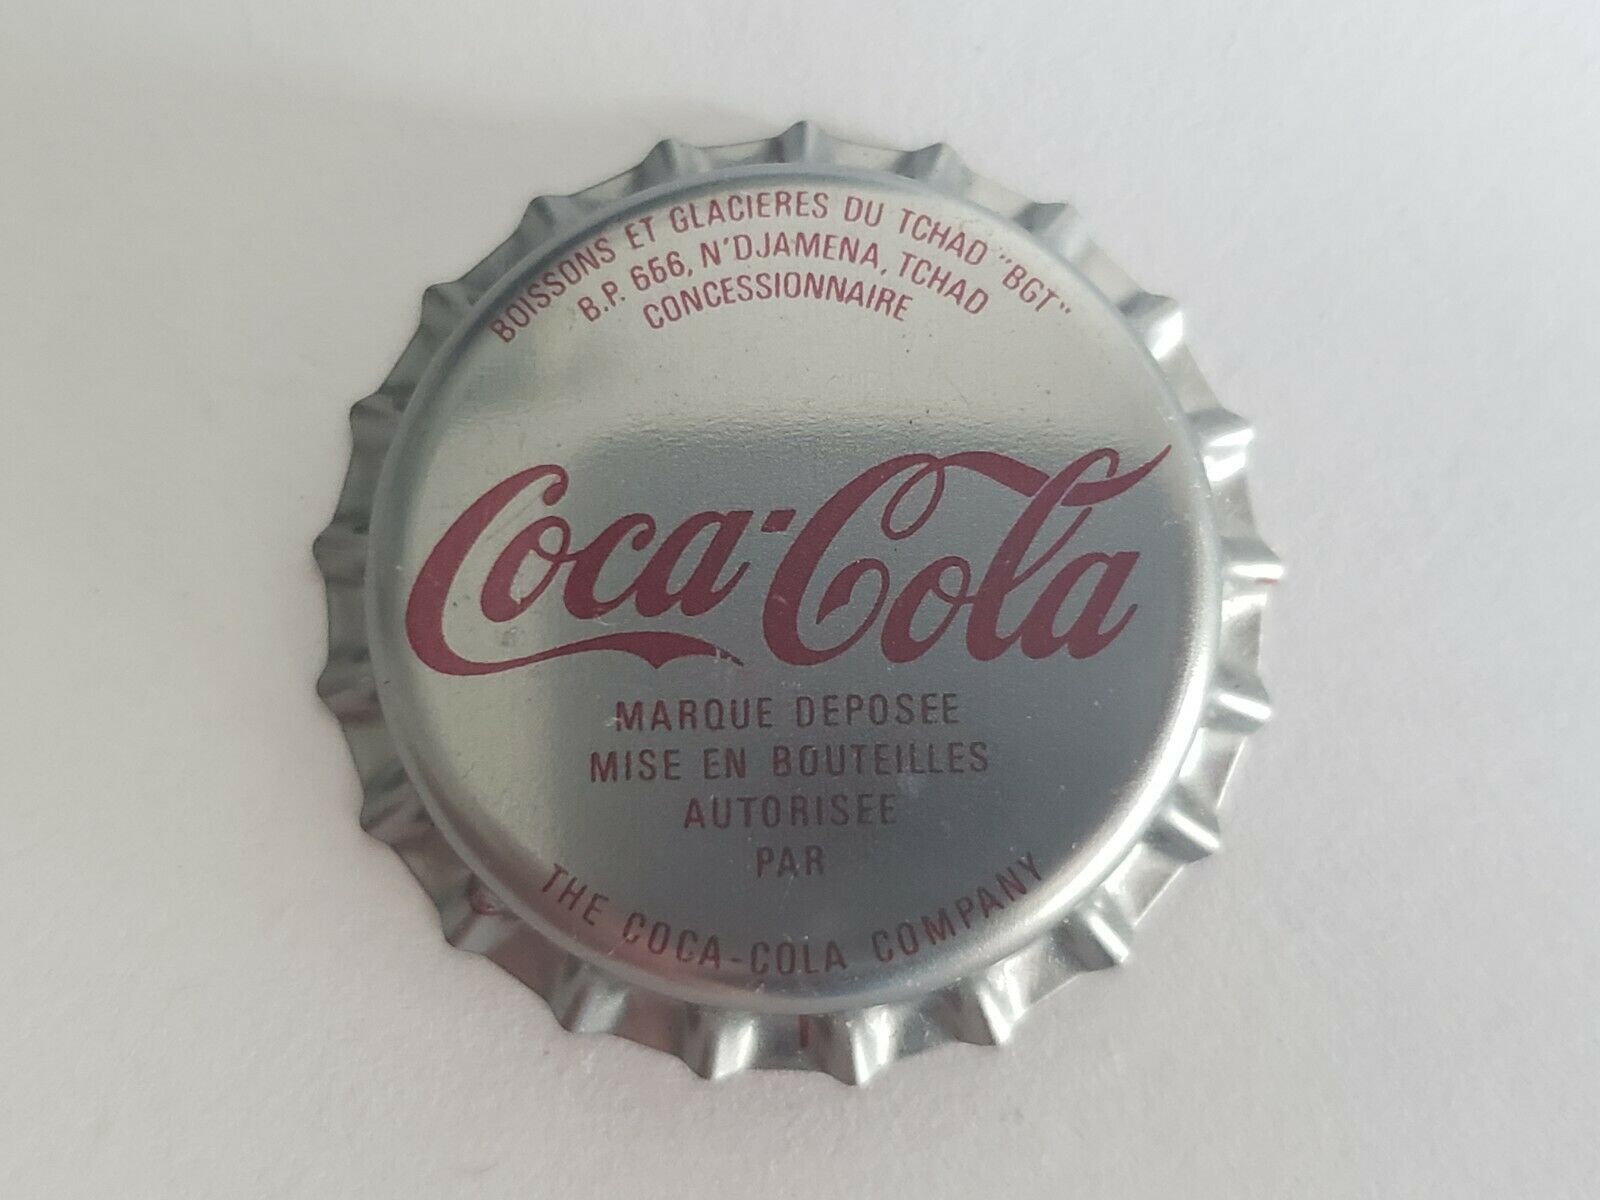 BOISSONS ET GLACIERES DU TCHAD "BGT"
B.P. 666, N'DJAMENA, TCHAD
CONCESSIONNAIRE
Coca-Cola
MARQUE DEPOSEE
MISE EN BOUTEILLES
AUTORISEE
PAR
THE COCA-COLA COMPANY